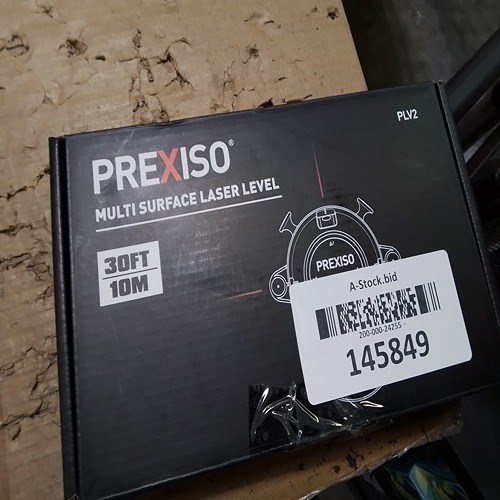 PLV2
PREXISO®
MULTI SURFACE LASER LEVEL
30FT
10M
PREXISO
A-Stock.bid
200-000-24255
145849